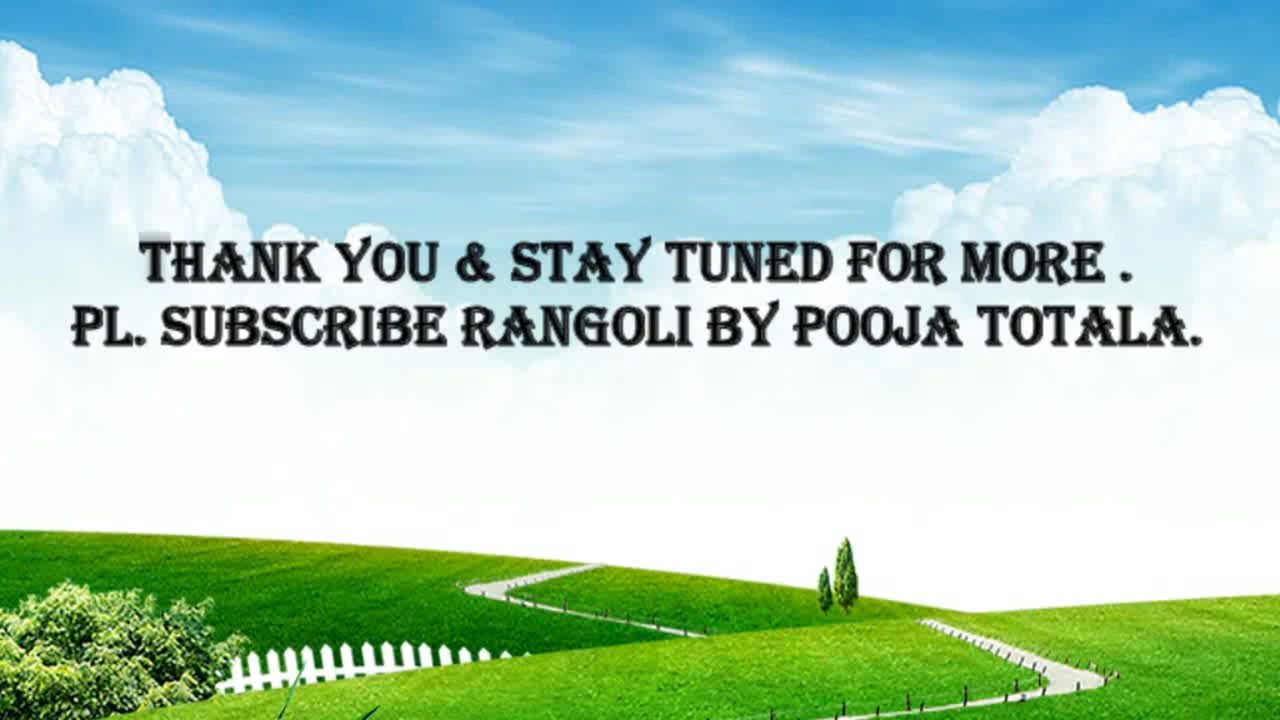 THANK YOU & STAY TUNED FOR MORE .
PL. SUBSCRIBE RANGOLI BY POOJA TOTALA.